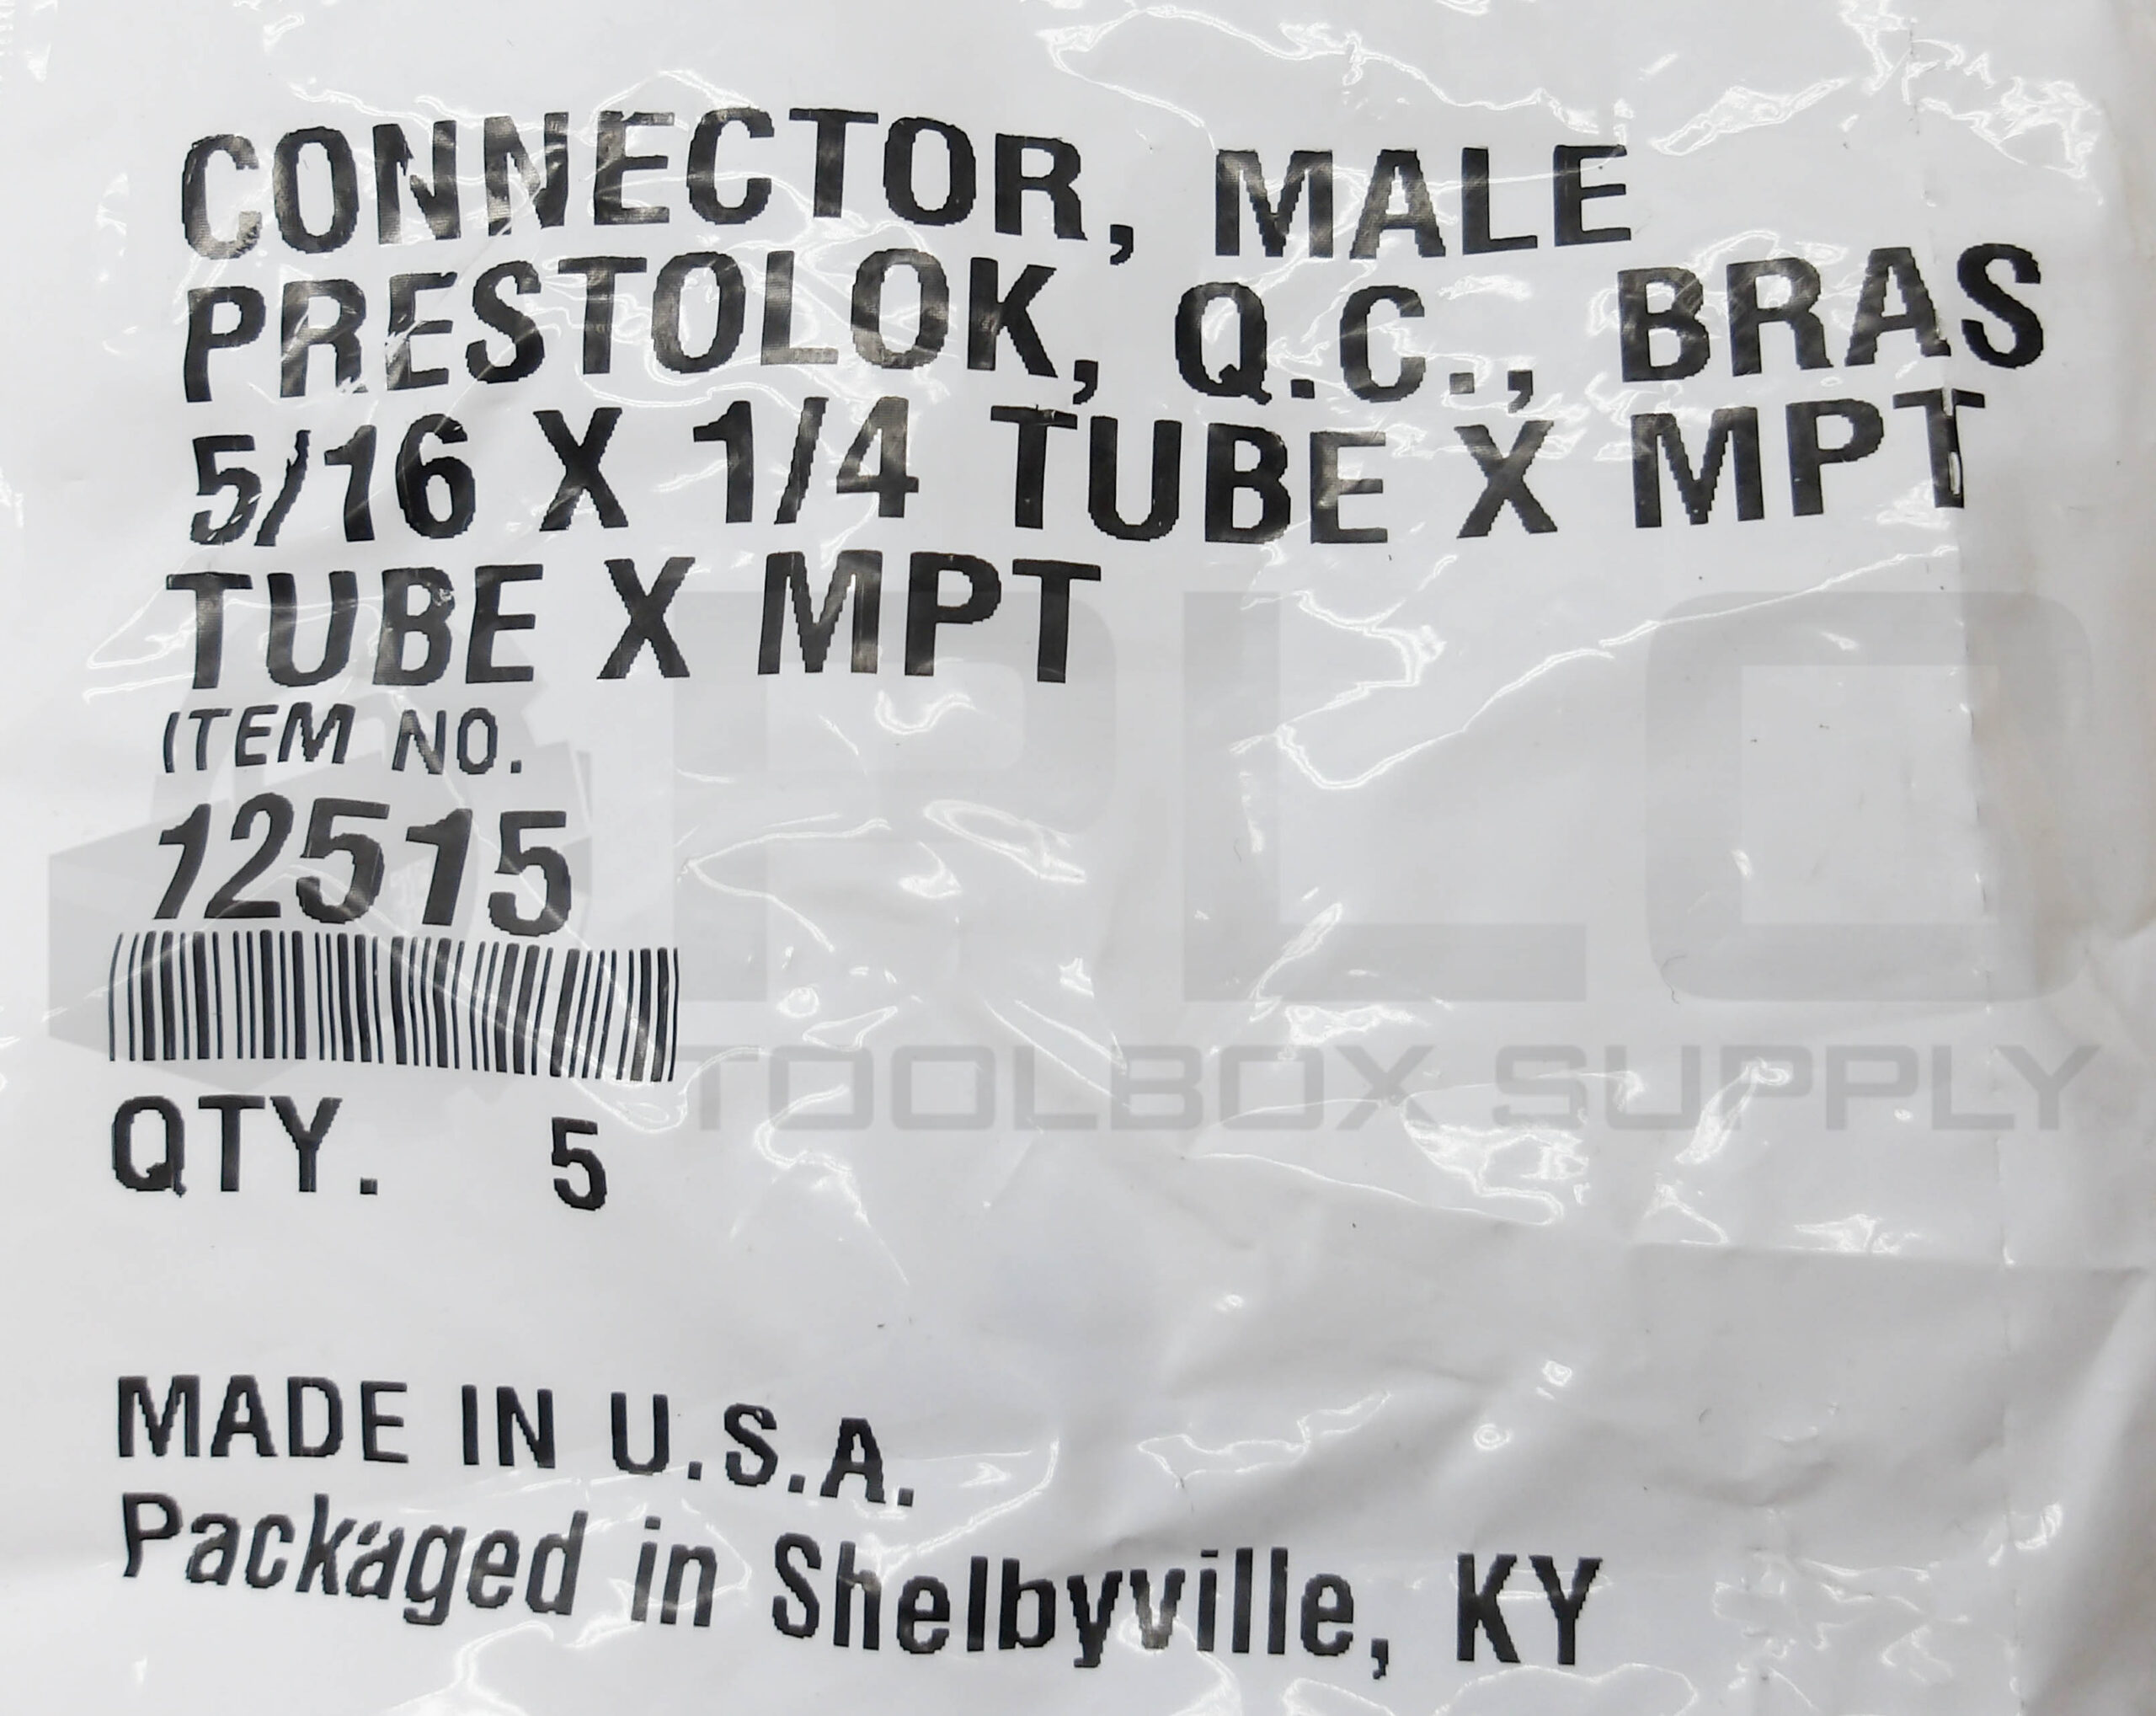 CONNECTOR, MALE
PRESTOLOK, Q.C., BRAS
5/16 X 1/4 TUBE X MPT
TUBE X MPT
ITEM NO.
12515
QTY. 5
MADE IN U.S.A.
Packaged in Shelbyville, KY
PLC
TOOLBOX SUPPLY